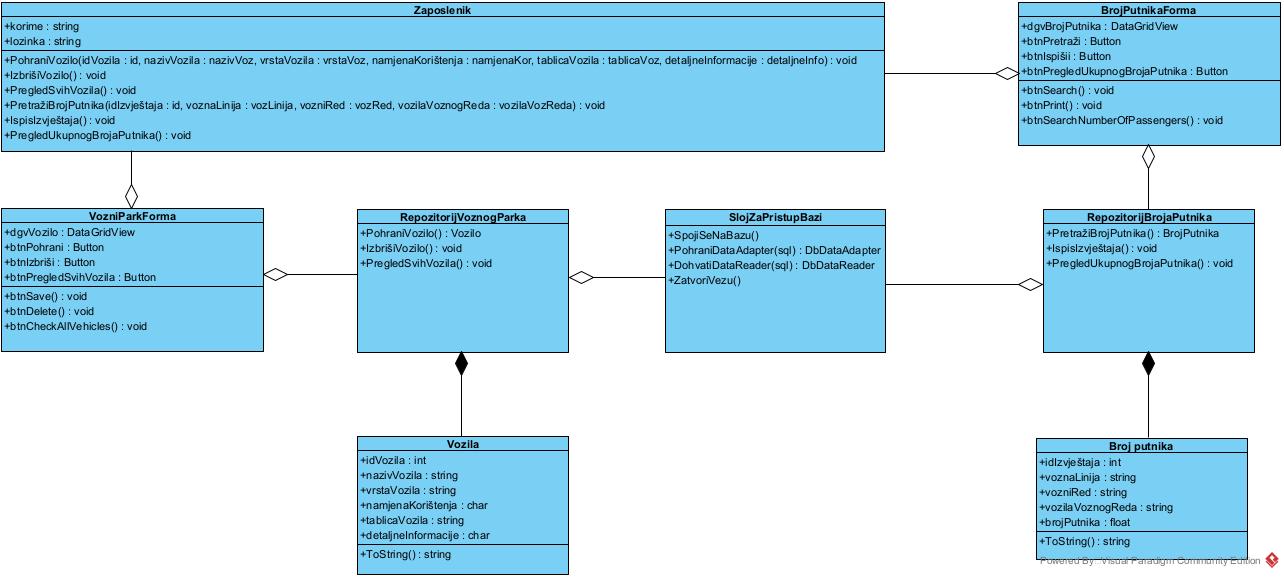 Zaposlenik
+korime : string
+lozinka : string
+PohraniVozilo(idVozila : id, nazivVozila : nazivVoz, vrstaVozila : vrstaVoz, namjenaKorištenja : namjenaKor, tablicaVozila : tablicaVoz, detaljneInformacije : detaljneInfo) : void
+IzbrišiVozilo() : void
+PregledSvihVozila() : void
+PretražiBrojPutnika(idIzvještaja : id, voznaLinija : vozLinija, vozniRed : vozRed, vozilaVoznogReda : vozilaVozReda) : void
+IspisIzvještaja() : void
+PregledUkupnogBrojaPutnika() : void
BrojPutnikaForma
+dgvBrojPutnika : DataGridView
+btnPretraži : Button
+btnIspišii : Button
+btnPregledUkupnogBrojaPutnika : Button
+btnSearch() : void
+btnPrint() : void
+btnSearchNumberOfPassengers() : void
VozniParkForma
+dgvVozilo : DataGridView
+btnPohrani : Button
+btnIzbriši : Button
+btnPregledSvihVozila : Button
+btnSave() : void
+btnDelete() : void
+btnCheckAllVehicles() : void
RepozitorijVoznogParka
+PohraniVozilo() : Vozilo
+IzbrišiVozilo() : void
+PregledSvihVozila() : void
SlojZaPristupBazi
+SpojiSeNaBazu()
+PohraniDataAdapter(sql) : DbDataAdapter
+DohvatiDataReader(sql) : DbDataReader
+ZatvoriVezu()
RepozitorijBrojaPutnika
+PretražiBrojPutnika() : BrojPutnika
+IspisIzvještaja() : void
+PregledUkupnogBrojaPutnika() : void
Vozila
+idVozila : int
+nazivVozila : string
+vrstaVozila : string
+namjenaKorištenja : char
+tablicaVozila : string
+detaljneInformacije : char
+ToString() : string
Broj putnika
+idIzvještaja : int
+voznaLinija : string
+vozniRed : string
+vozilaVoznogReda : string
+brojPutnika : float
+ToString() : string
Powered By: Visual Paradigm Community Edition